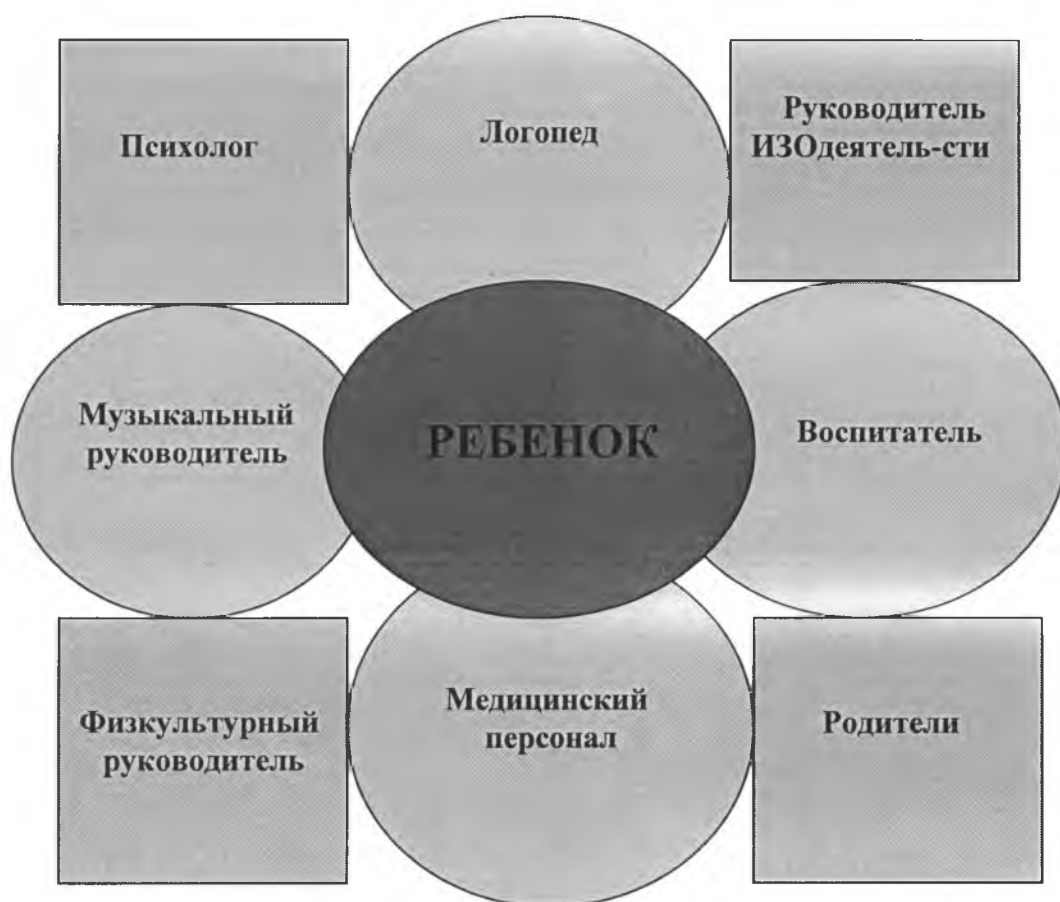 Психолог
Логопед
Руководитель
ИЗОдеятель-сти
Музыкальный
руководитель
РЕБЕНОК
Воспитатель
Физкультурный
руководитель
Медицинский
персонал
Родители